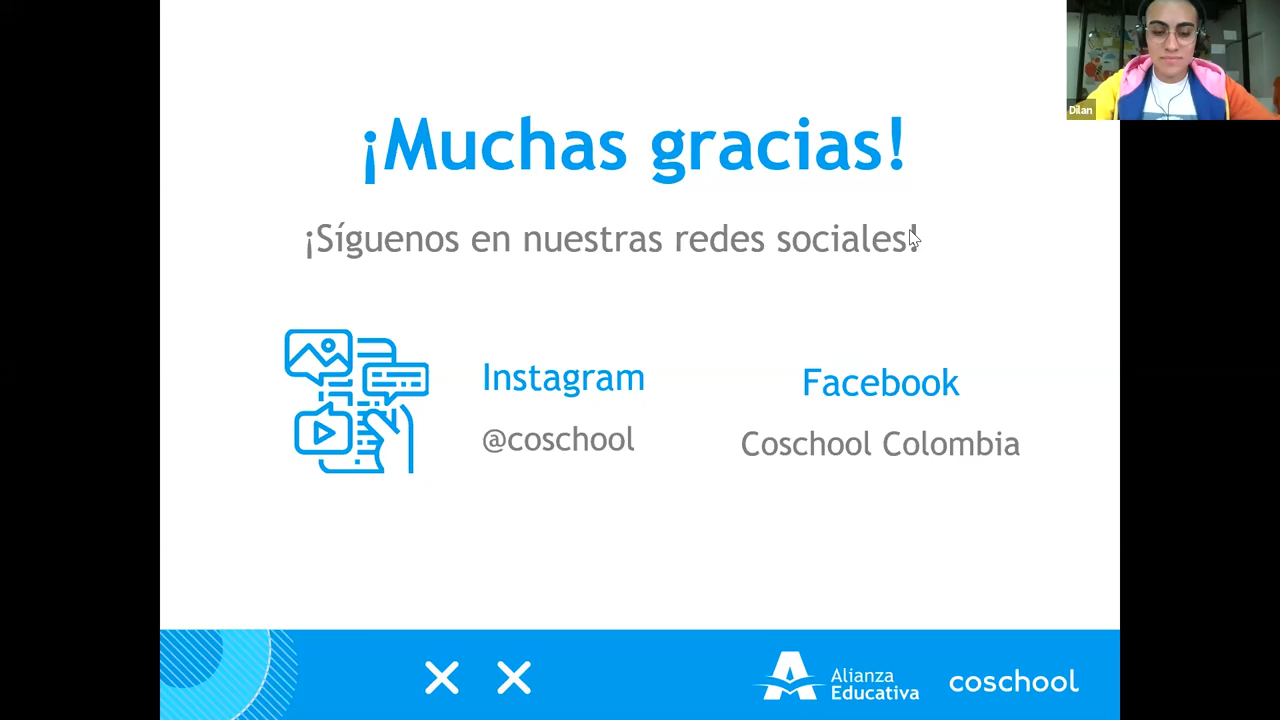 ¡Muchas gracias!
¡Síguenos en nuestras redes sociales!
Instagram
@coschool
Facebook
Coschool Colombia
Alianza
Educativa
coschool
Dilan